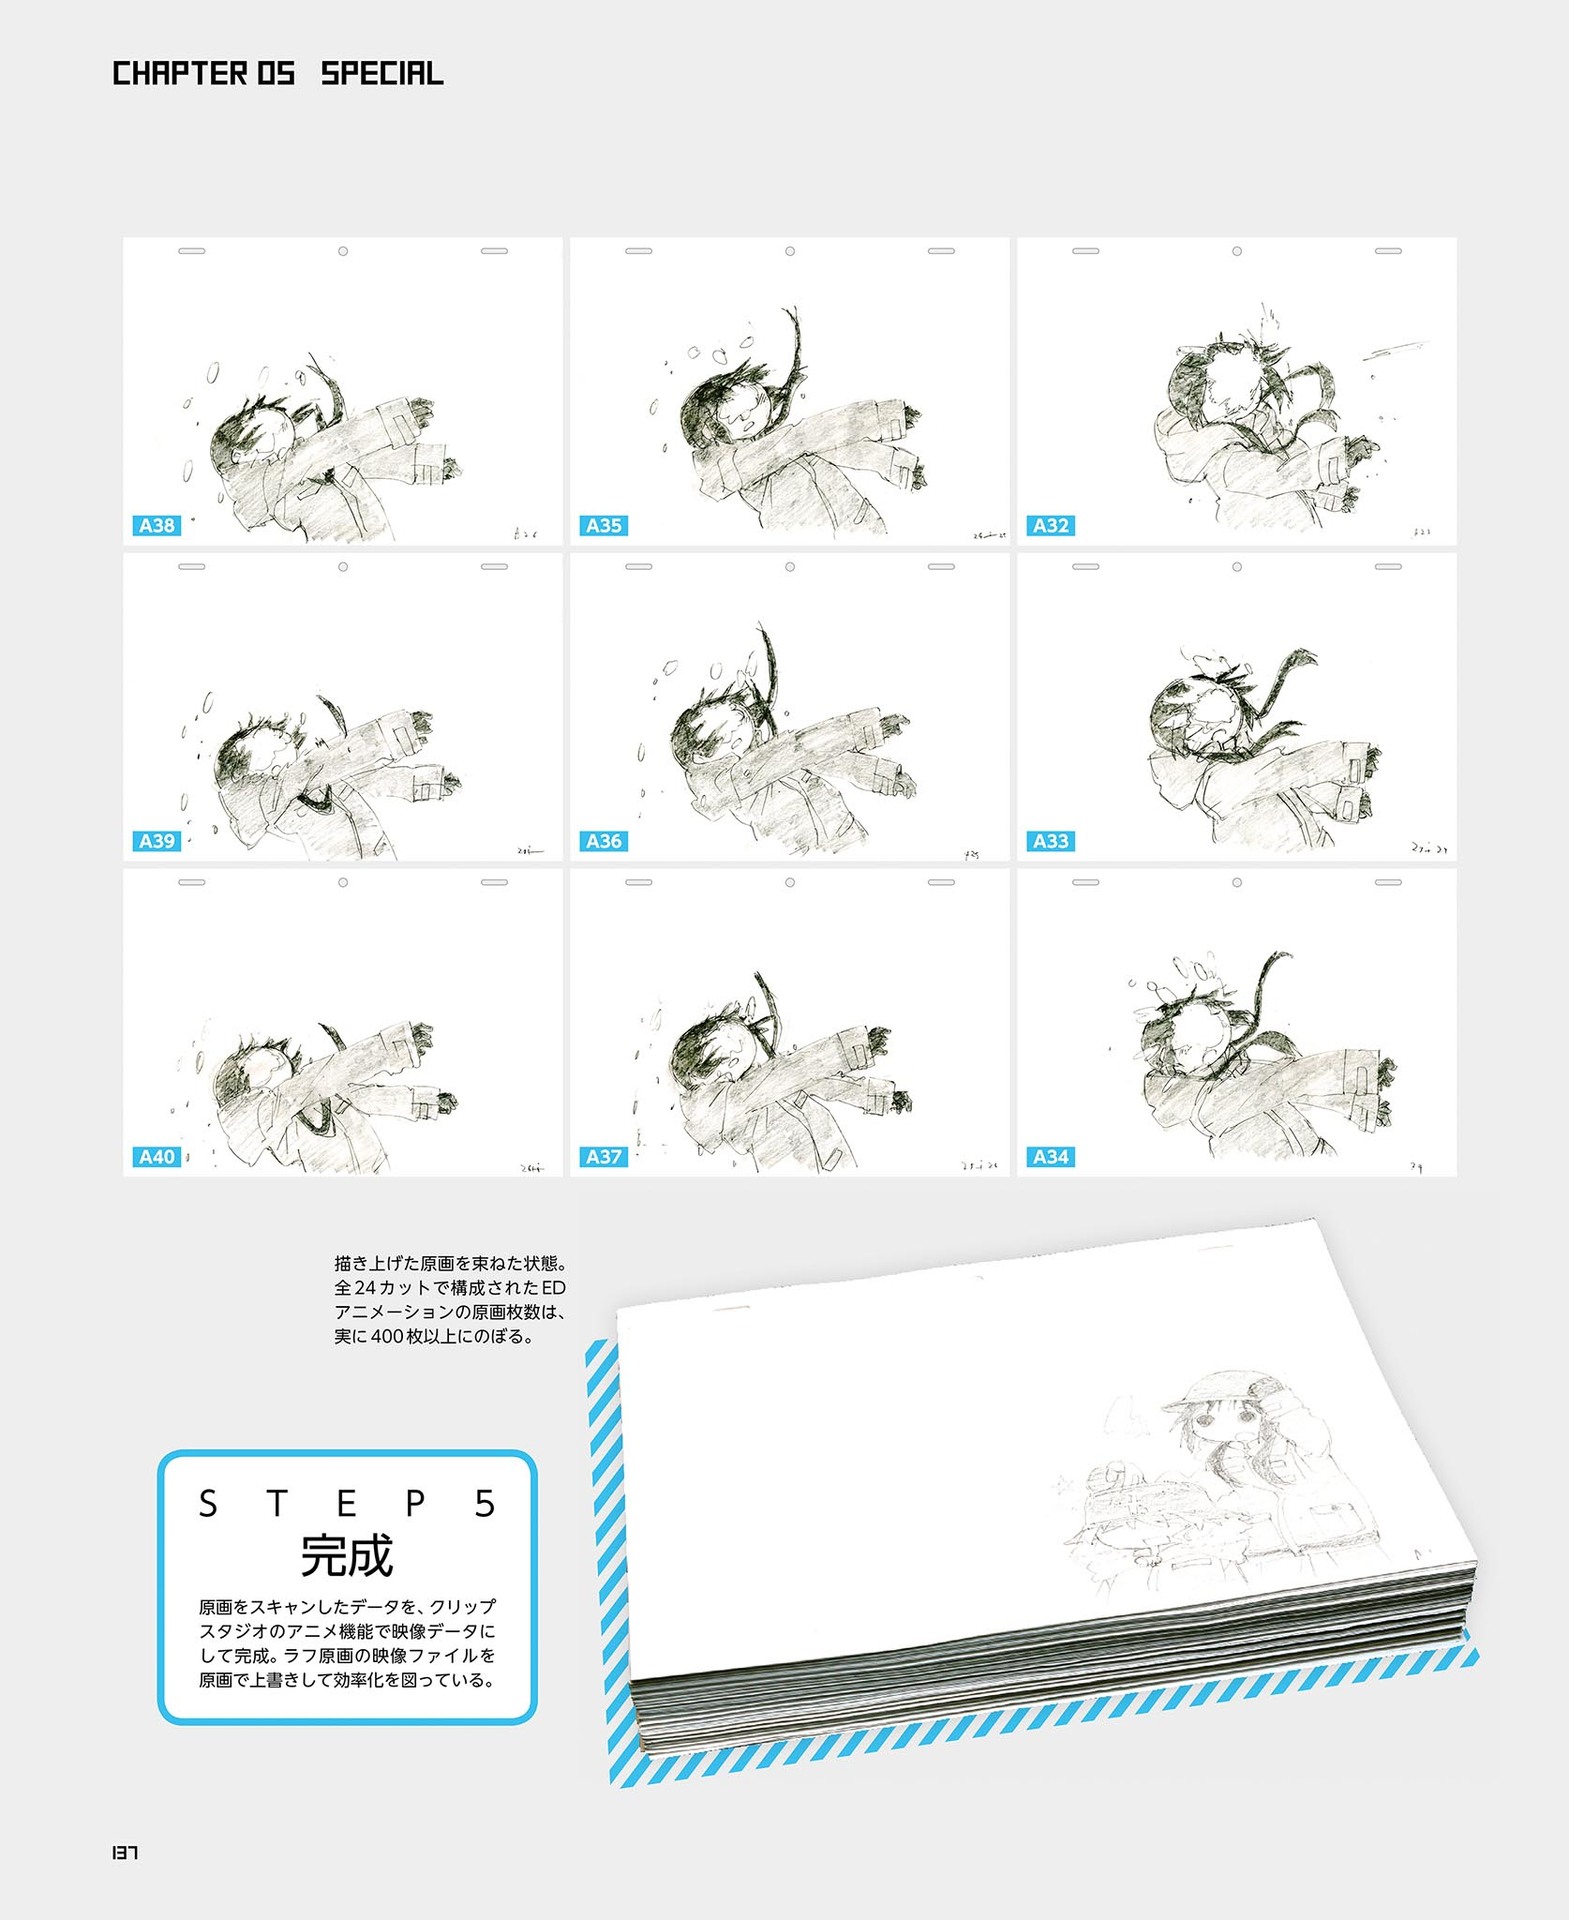 CHAPTER 05 SPECIAL
A38
A35
A32
A39
A36
A33
A40
A37
A34
描き上げた原画を束ねた状態。
全24カットで構成されたED
アニメーションの原画枚数は、
実に400枚以上にのぼる。
STEP5
完成
原画をスキャンしたデータを、クリップ
スタジオのアニメ機能で映像データに
して完成。ラフ原画の映像ファイルを
原画で上書きして効率化を図っている。
137